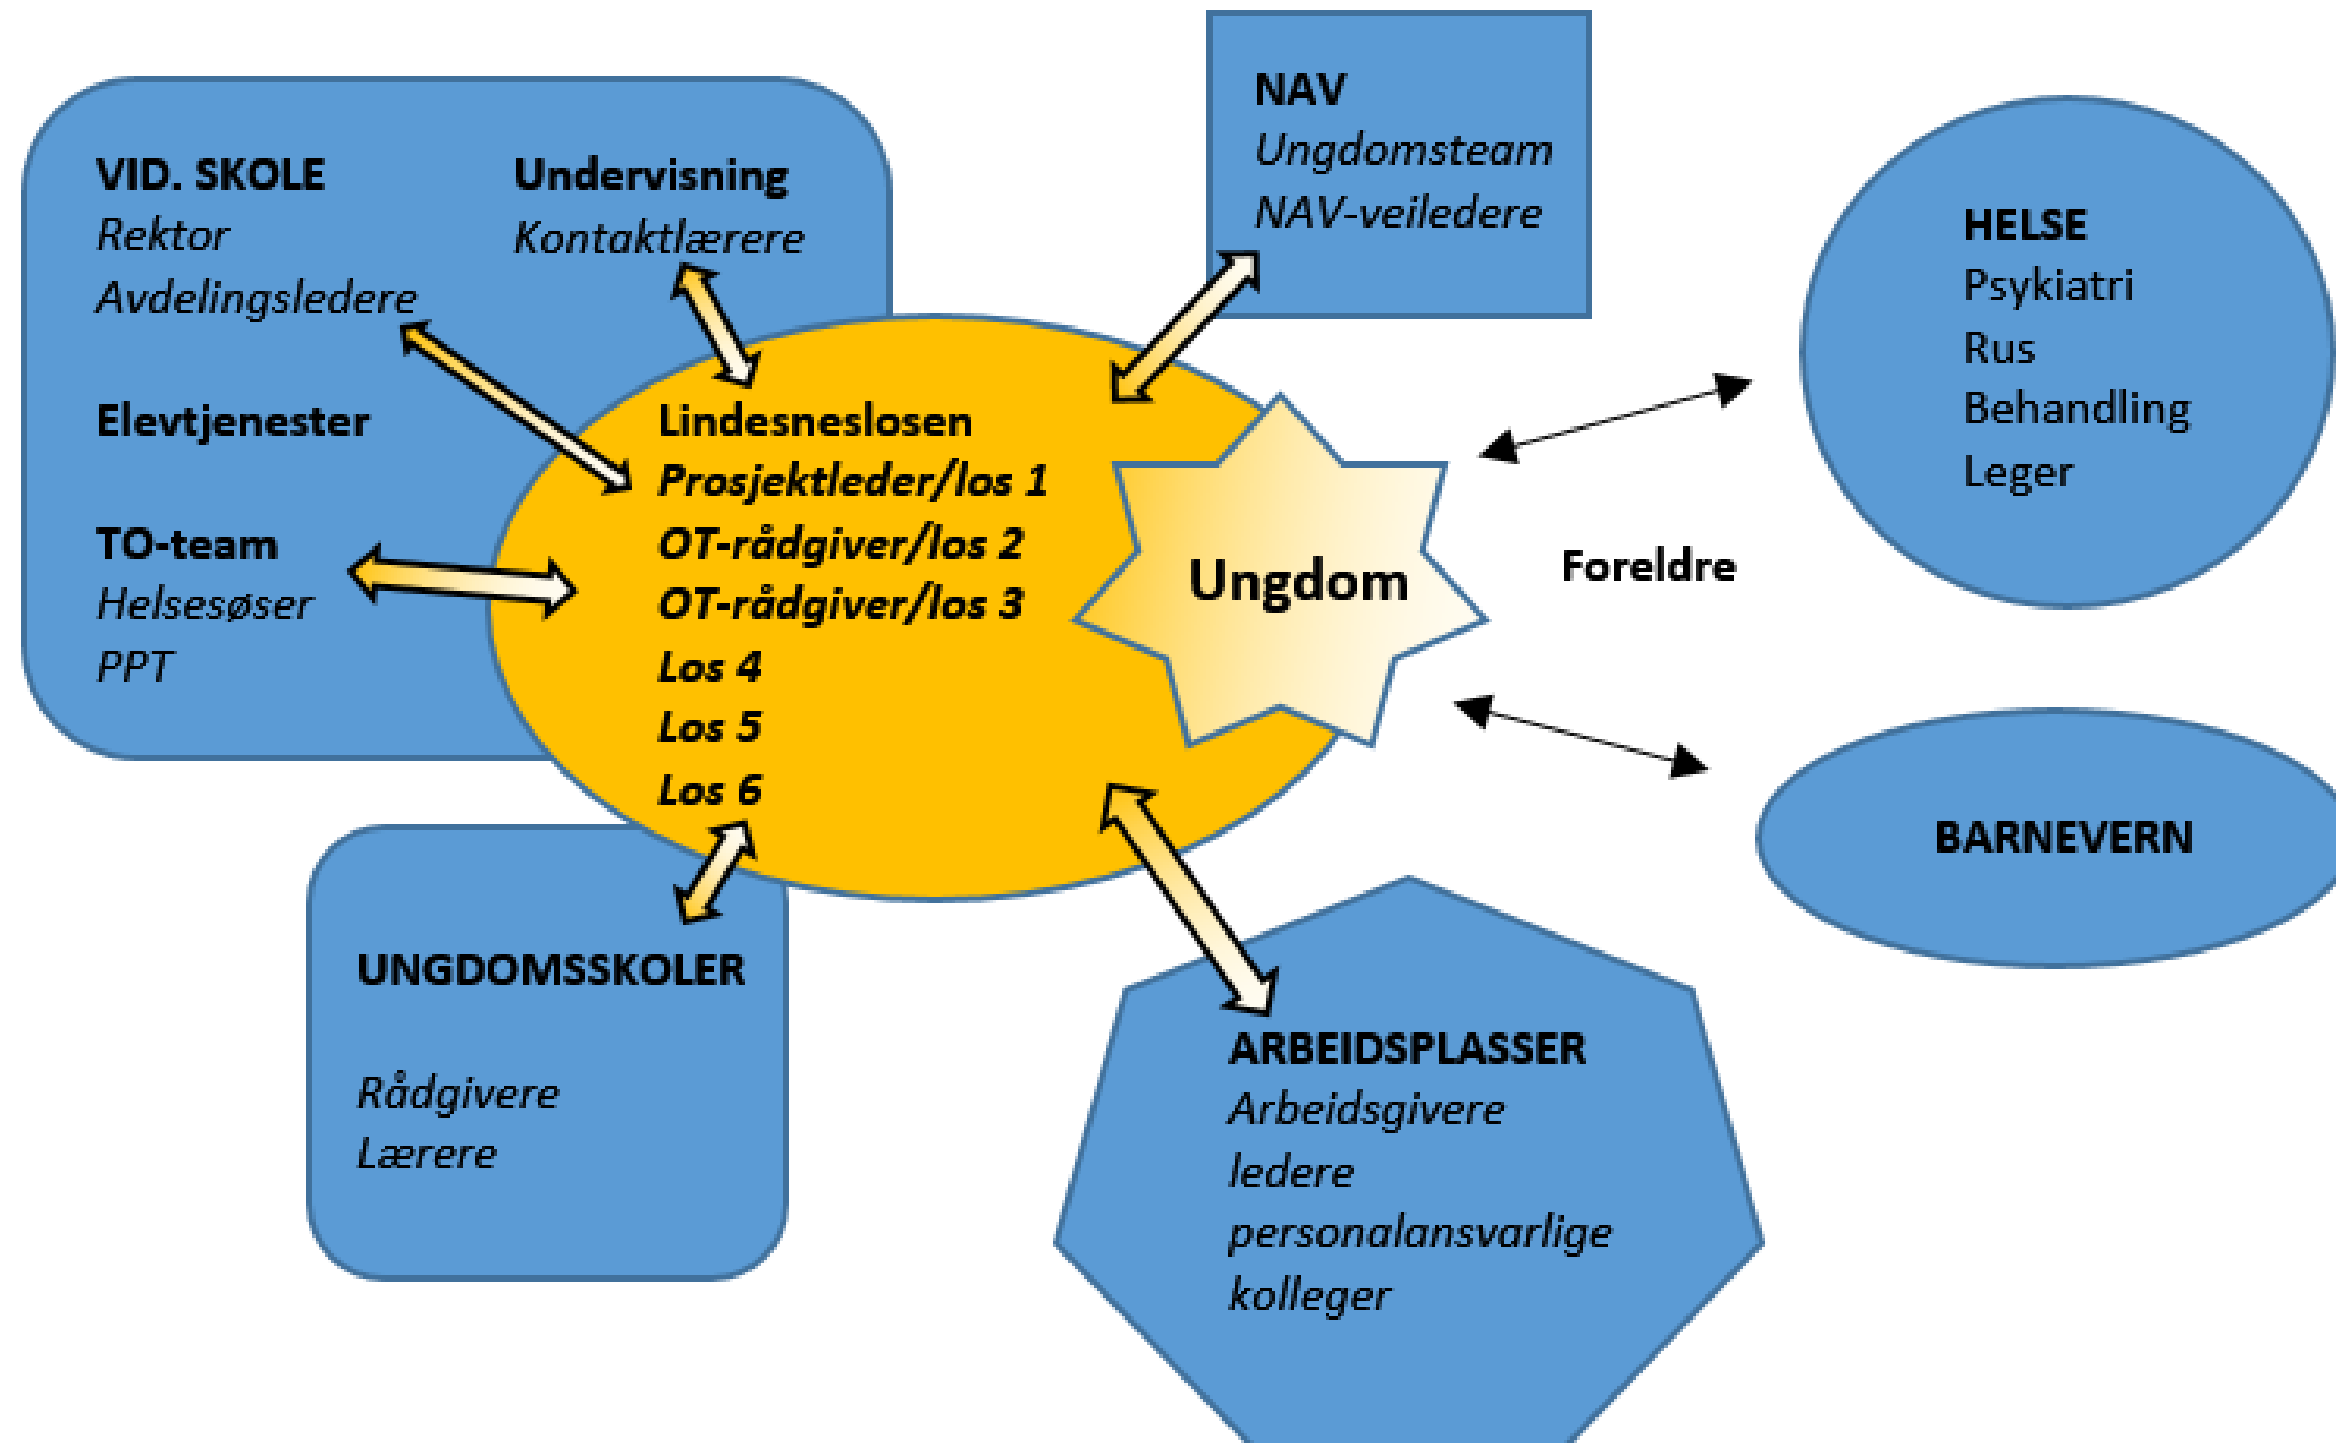 VID. SKOLE
Rektor
Avdelingsledere
Elevtjenester
TO-team
Helsesøser
PPT
Undervisning
Kontaktlærere
NAV
Ungdomsteam
NAV-veiledere
HELSE
Psykiatri
Rus
Behandling
Leger
Lindesneslosen
Prosjektleder/los 1
OT-rådgiver/los 2
OT-rådgiver/los 3
Los 4
Los 5
Los 6
Ungdom
Foreldre
BARNEVERN
UNGDOMSSKOLER
Rådgivere
Lærere
ARBEIDSPLASSER
Arbeidsgivere
ledere
personalansvarlige
kolleger